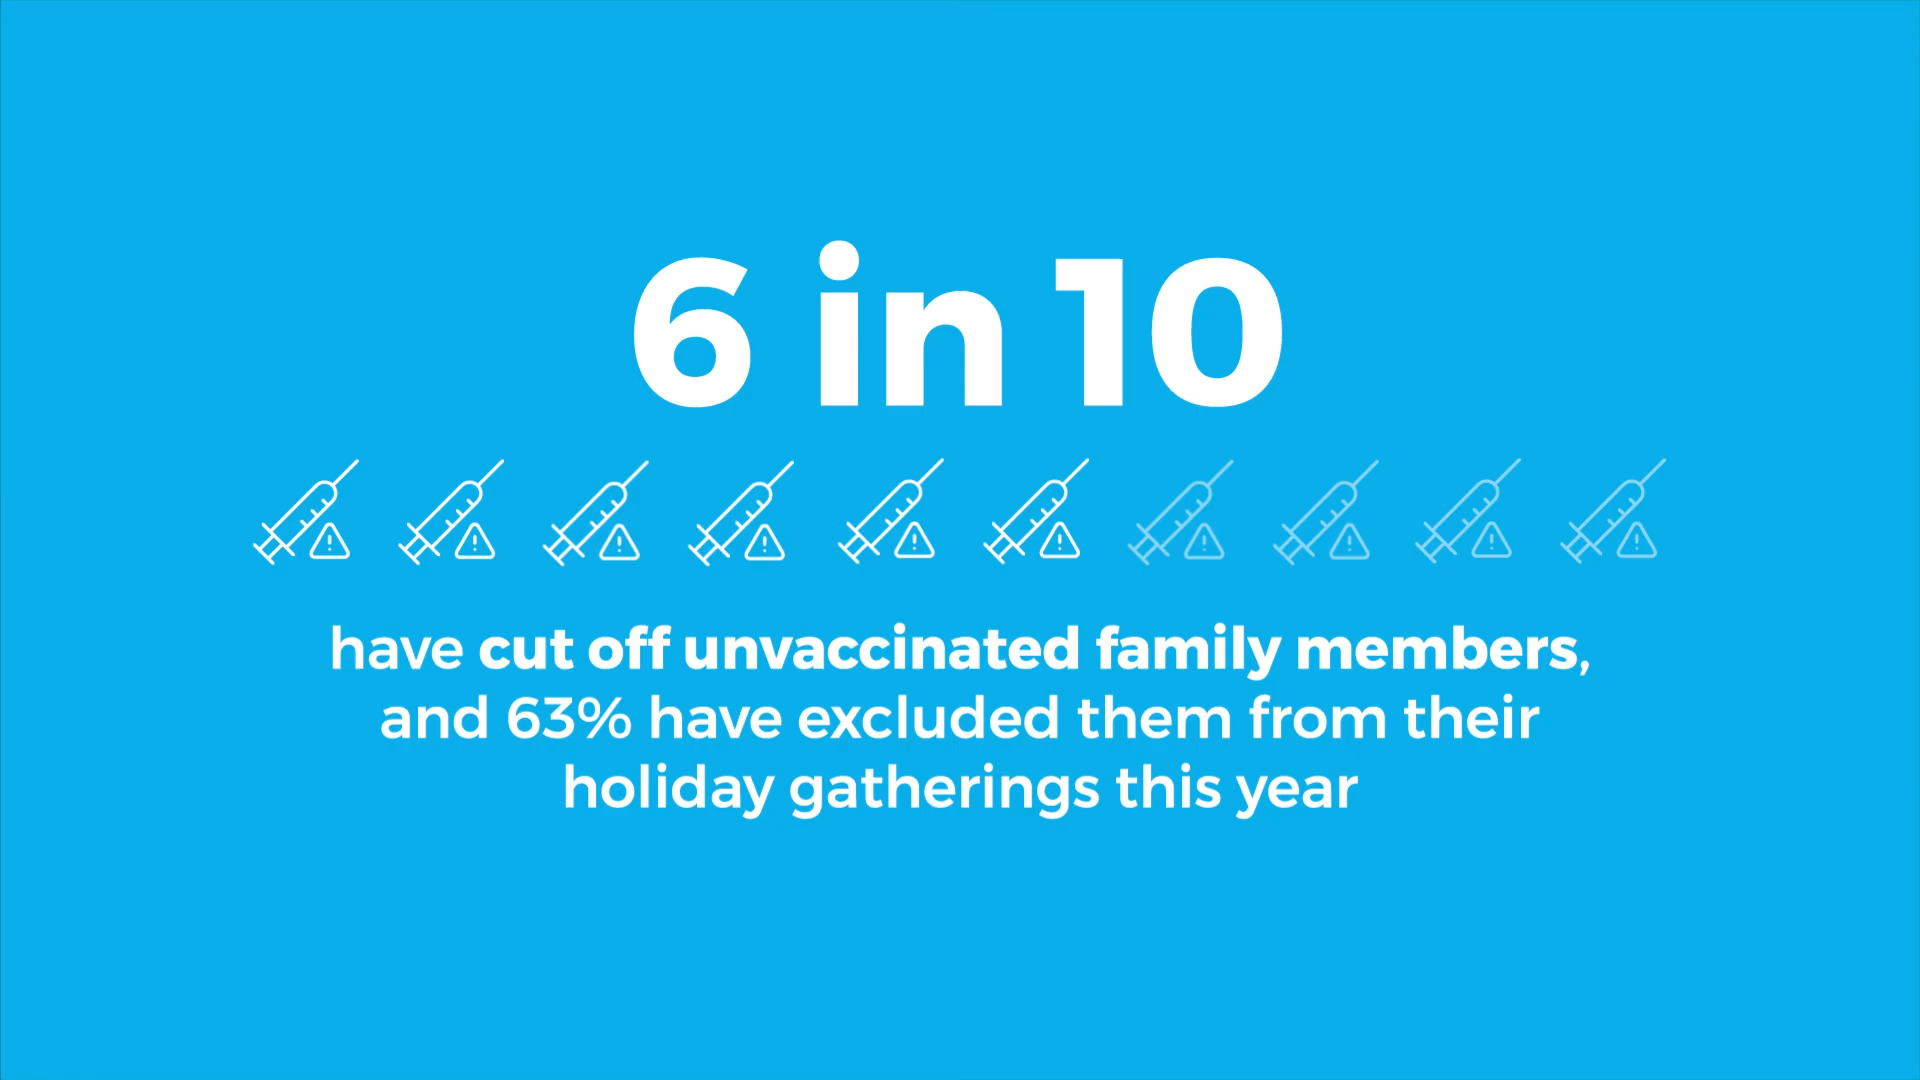 6 in 10
have cut off unvaccinated family members,
and 63% have excluded them from their
holiday gatherings this year